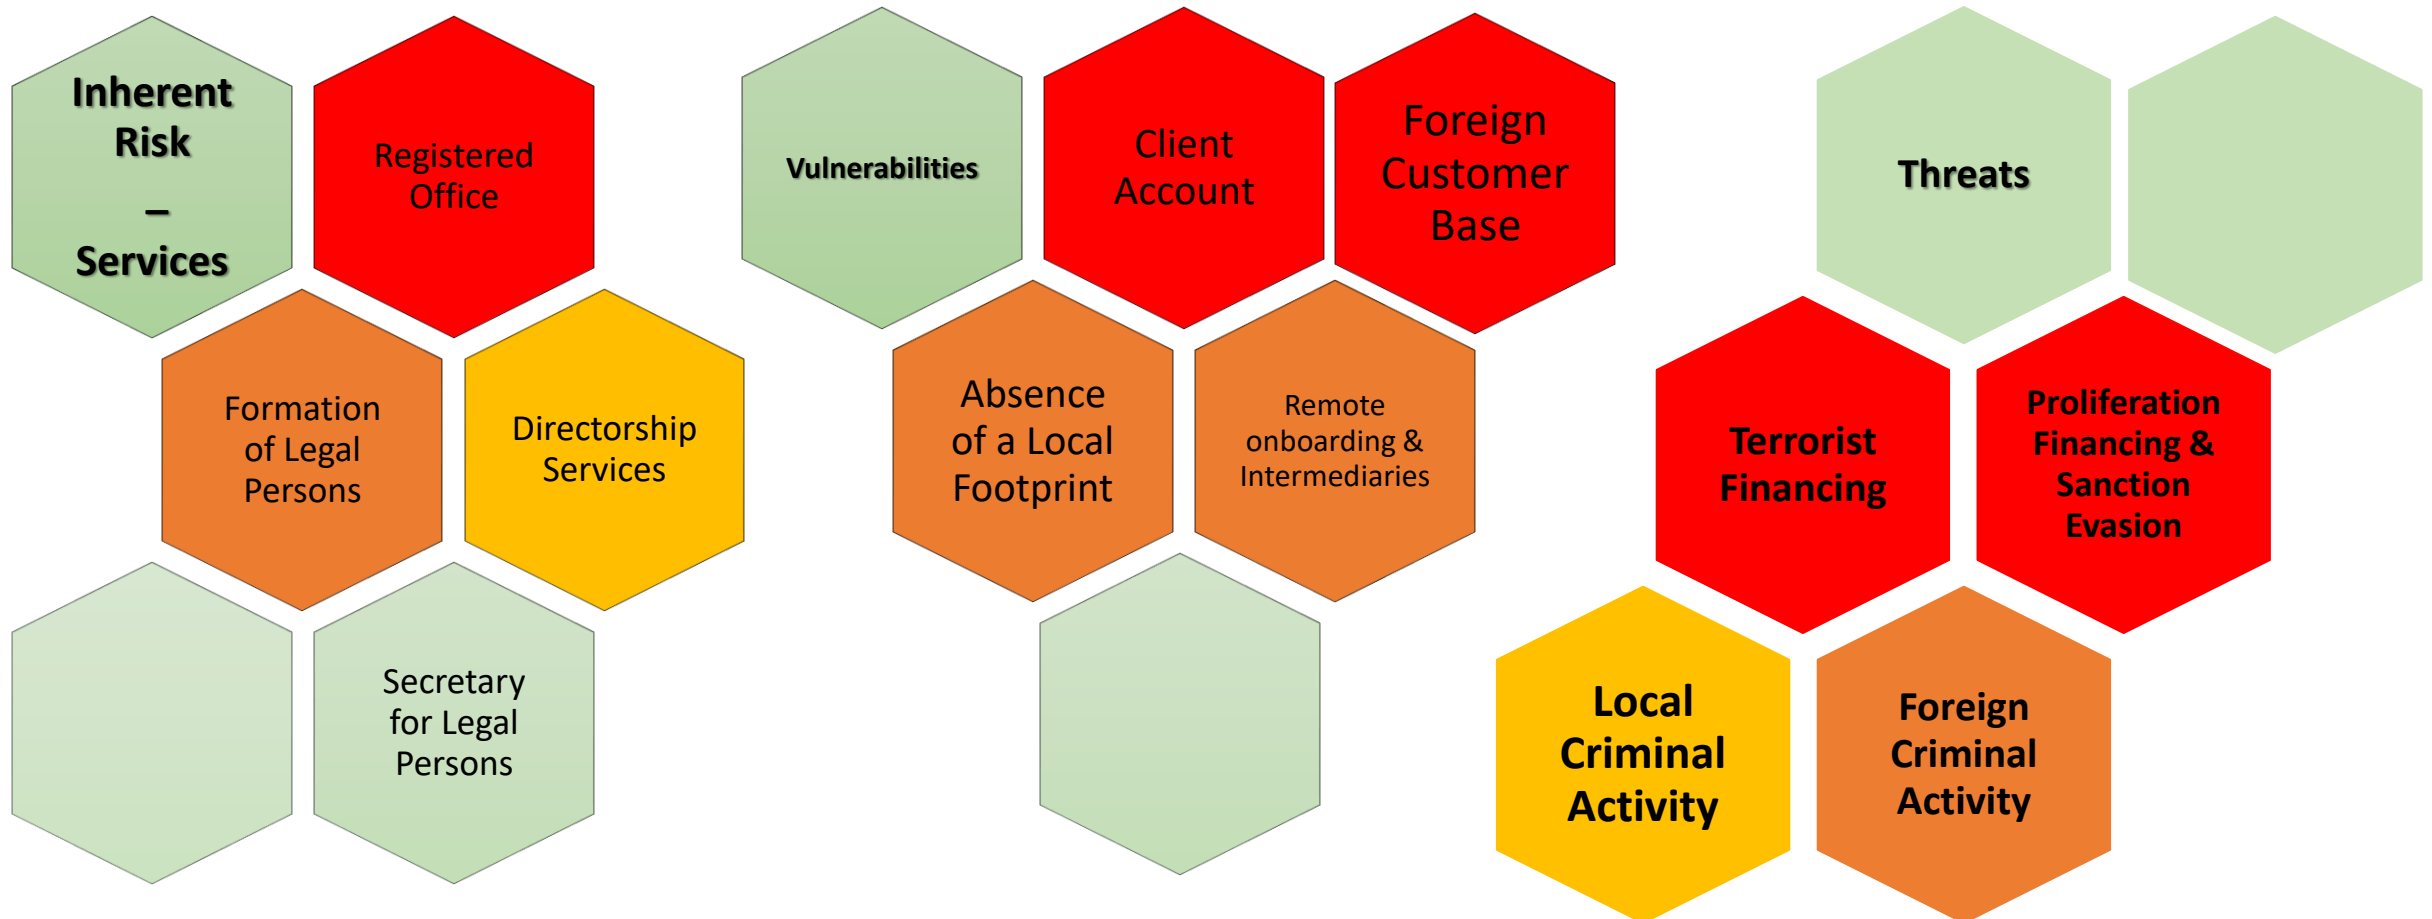 Inherent
Risk
–
Services
Registered
Office
Formation
of Legal
Persons
Directorship
Services
Secretary
for Legal
Persons
Vulnerabilities
Client
Account
Foreign
Customer
Base
Absence
of a Local
Footprint
Remote
onboarding &
Intermediaries
Threats
Terrorist
Financing
Proliferation
Financing &
Sanction
Evasion
Local
Criminal
Activity
Foreign
Criminal
Activity